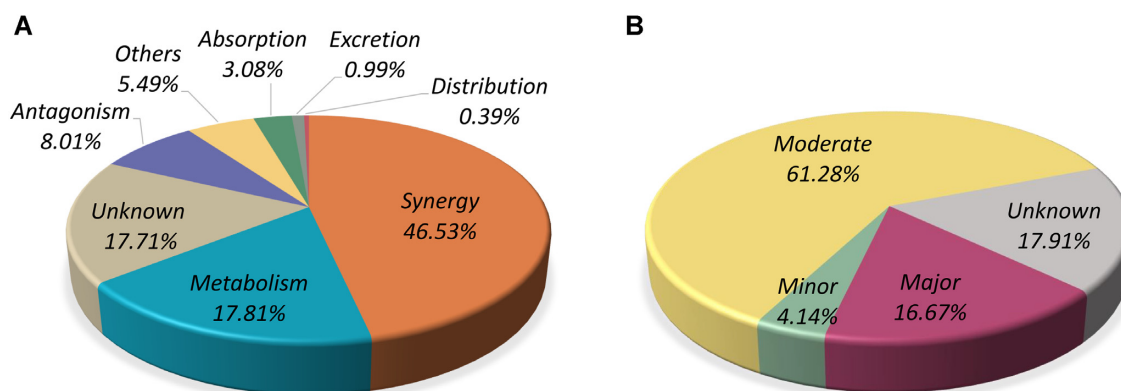 A
B
Absorption
3.08%
Excretion
0.99%
Others
5.49%
Distribution
0.39%
Antagonism
8.01%
Synergy
46.53%
Unknown
17.71%
Metabolism
17.81%
Moderate
61.28%
Unknown
17.91%
Minor
4.14%
Major
16.67%